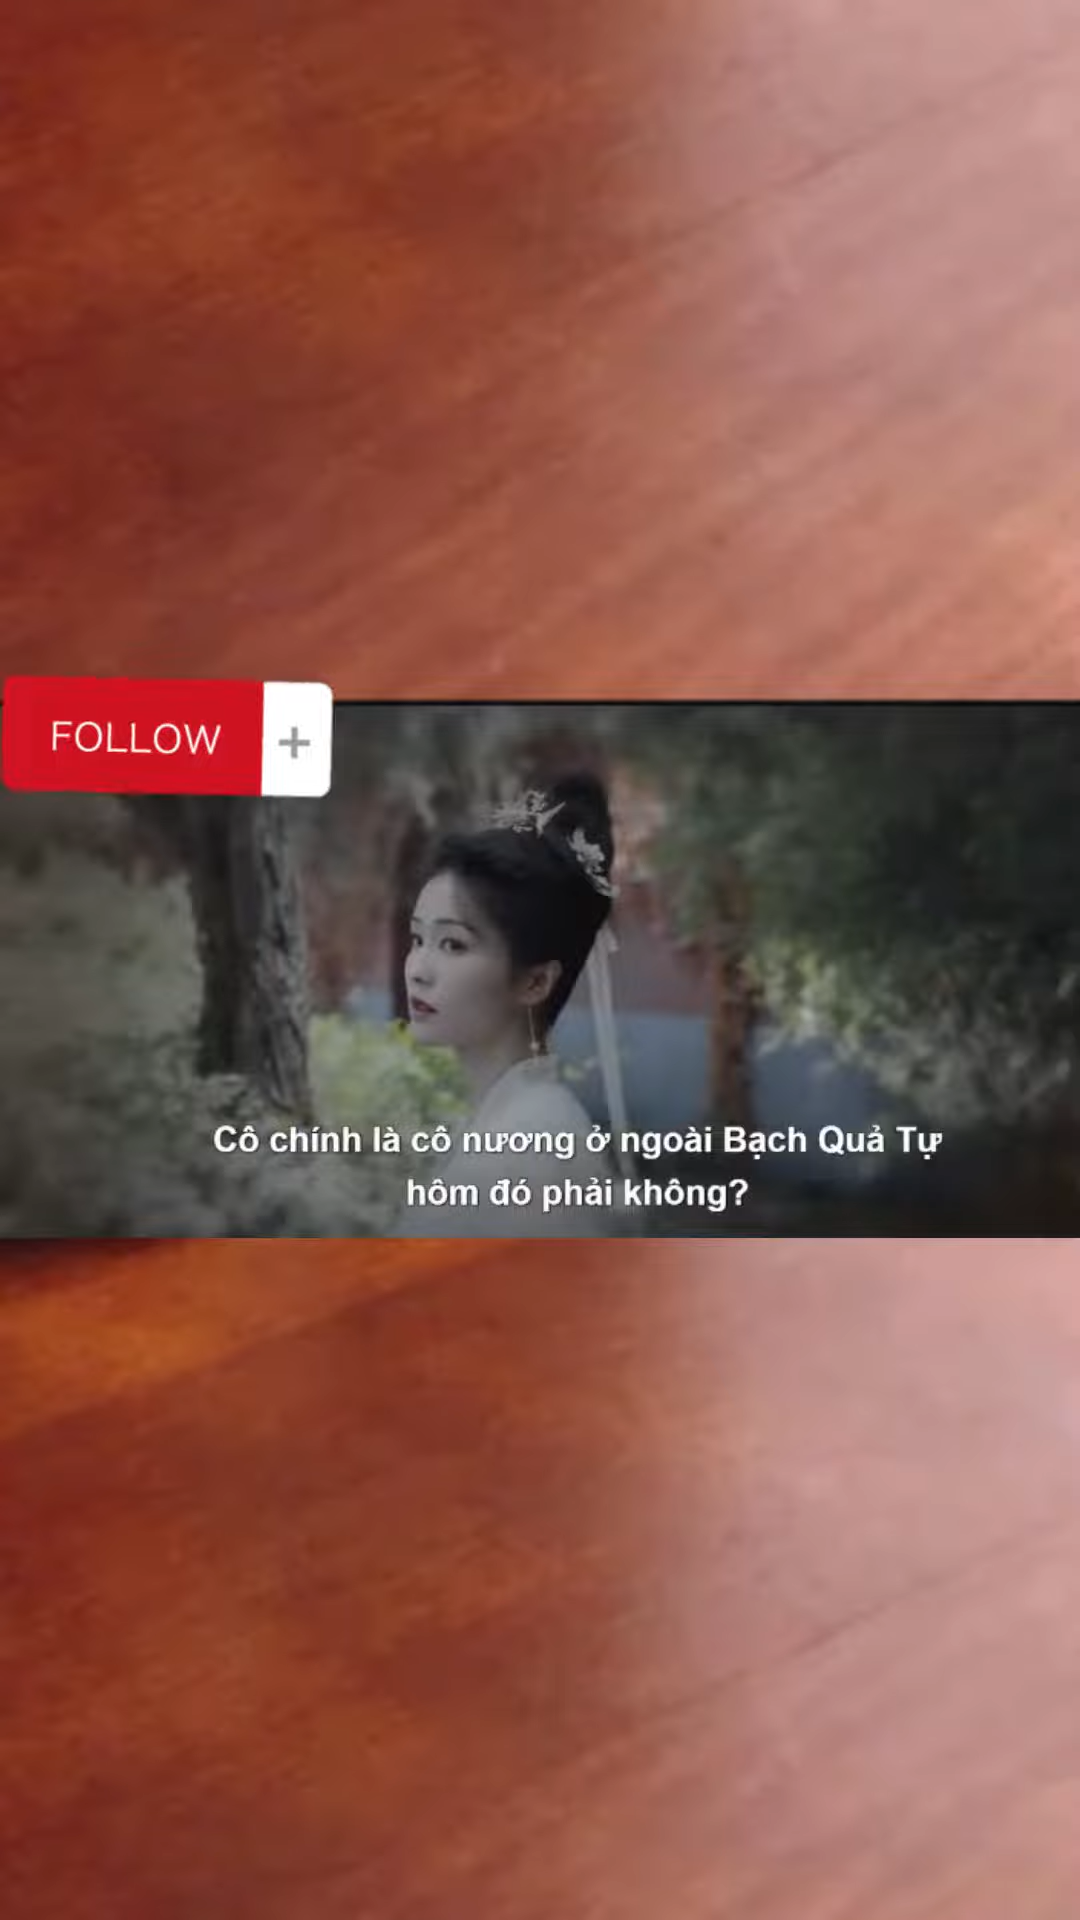 FOLLOW +
Cô chính là cô nương ở ngoài Bạch Quả Tự
hôm đó phải không?